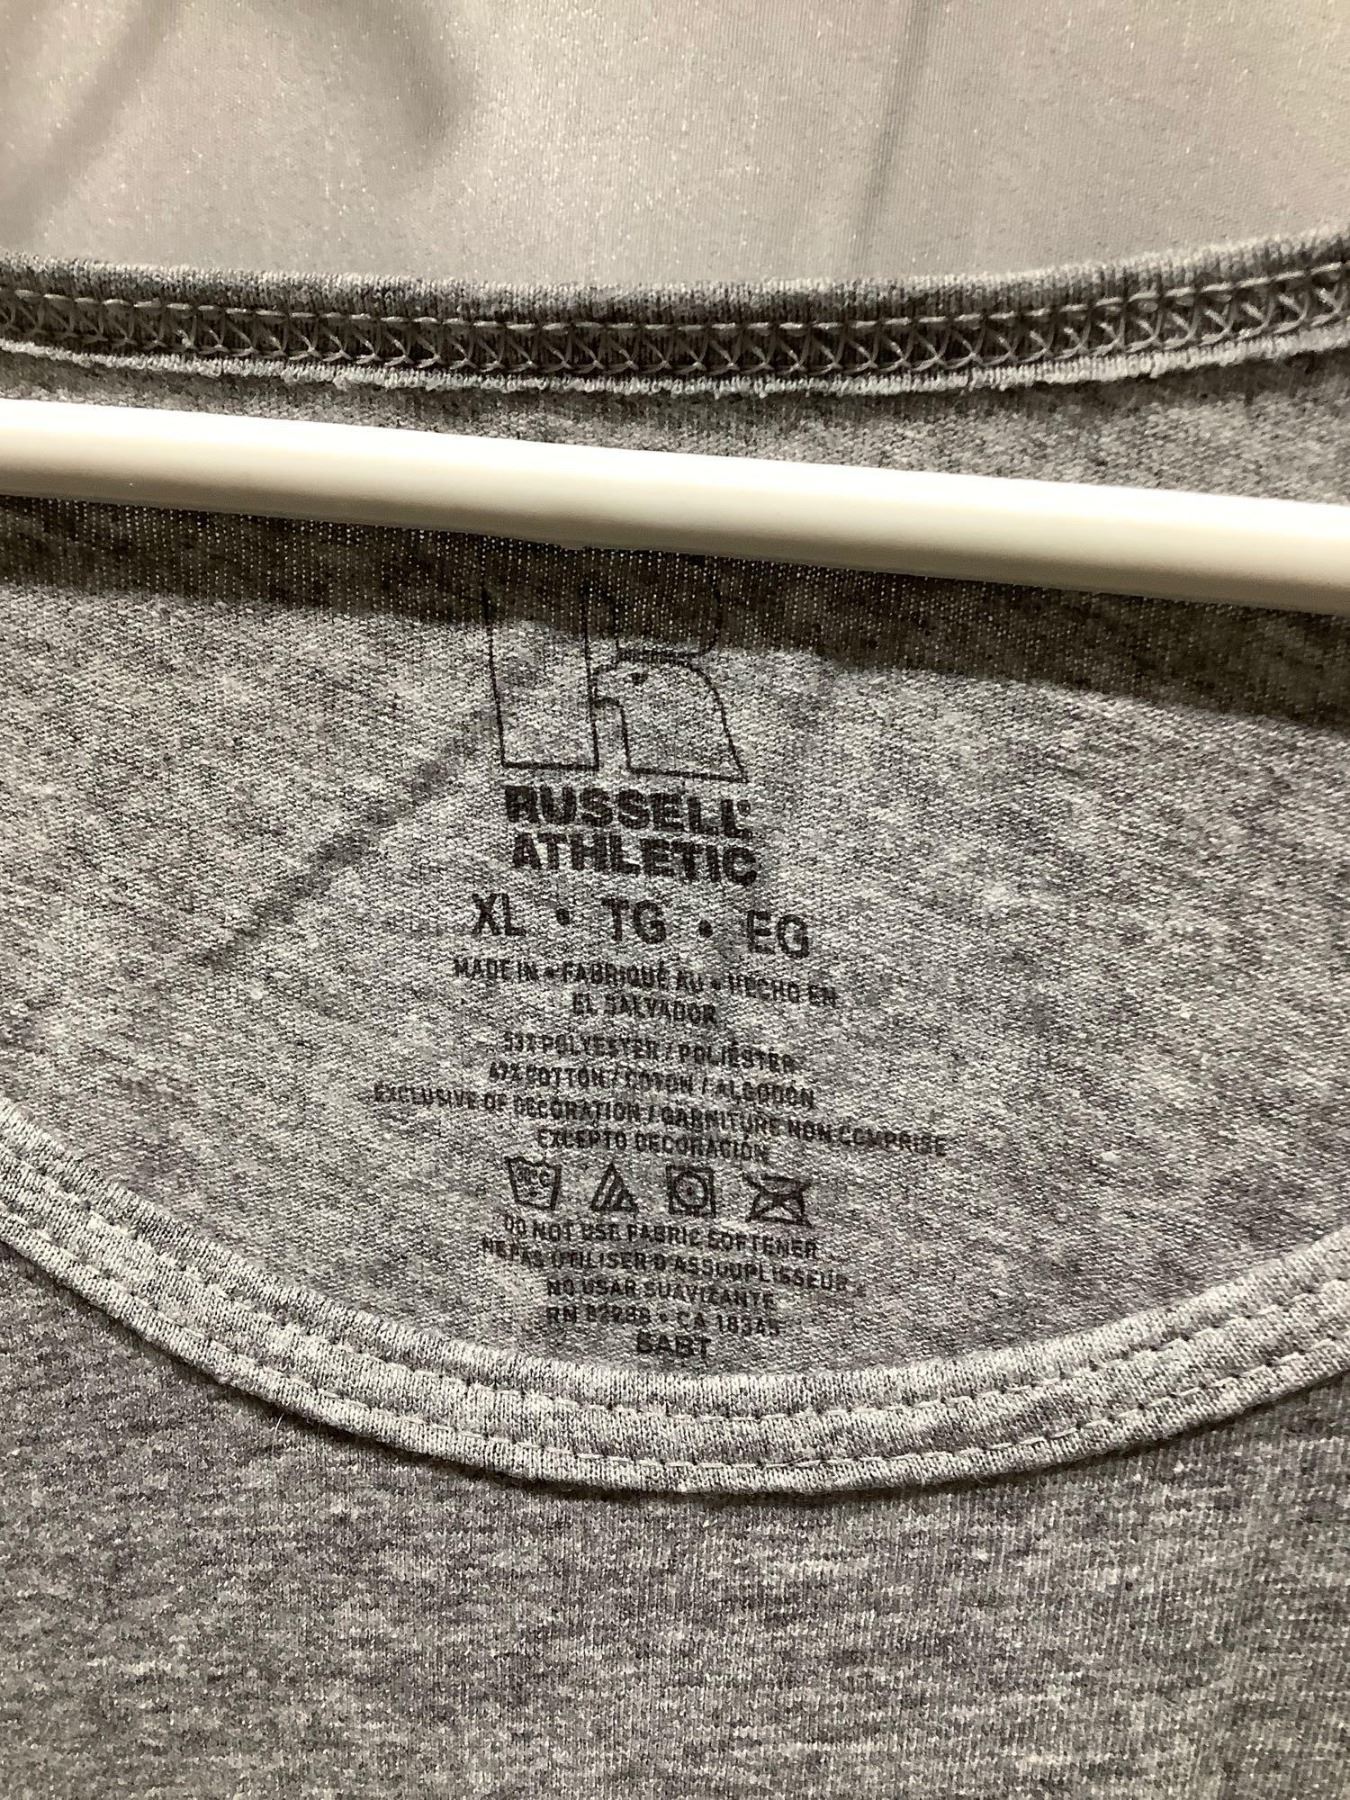 RUSSELL
ATHLETIC
XL • TG • EG
MADE IN • FABRIQUÉ AU • HECHO EN
EL SALVADOR
53% POLYESTER / POLIÉSTER
47% COTTON / COTON / ALGODÓN
EXCLUSIVE OF DECORATION / GARNITURE NON COMPRISE
EXCEPTO DECORACIÓN
DO NOT USE FABRIC SOFTENER
NE PAS UTILISER D'ASSOUPLISSEUR
NO USAR SUAVIZANTE
RN • CA 18345